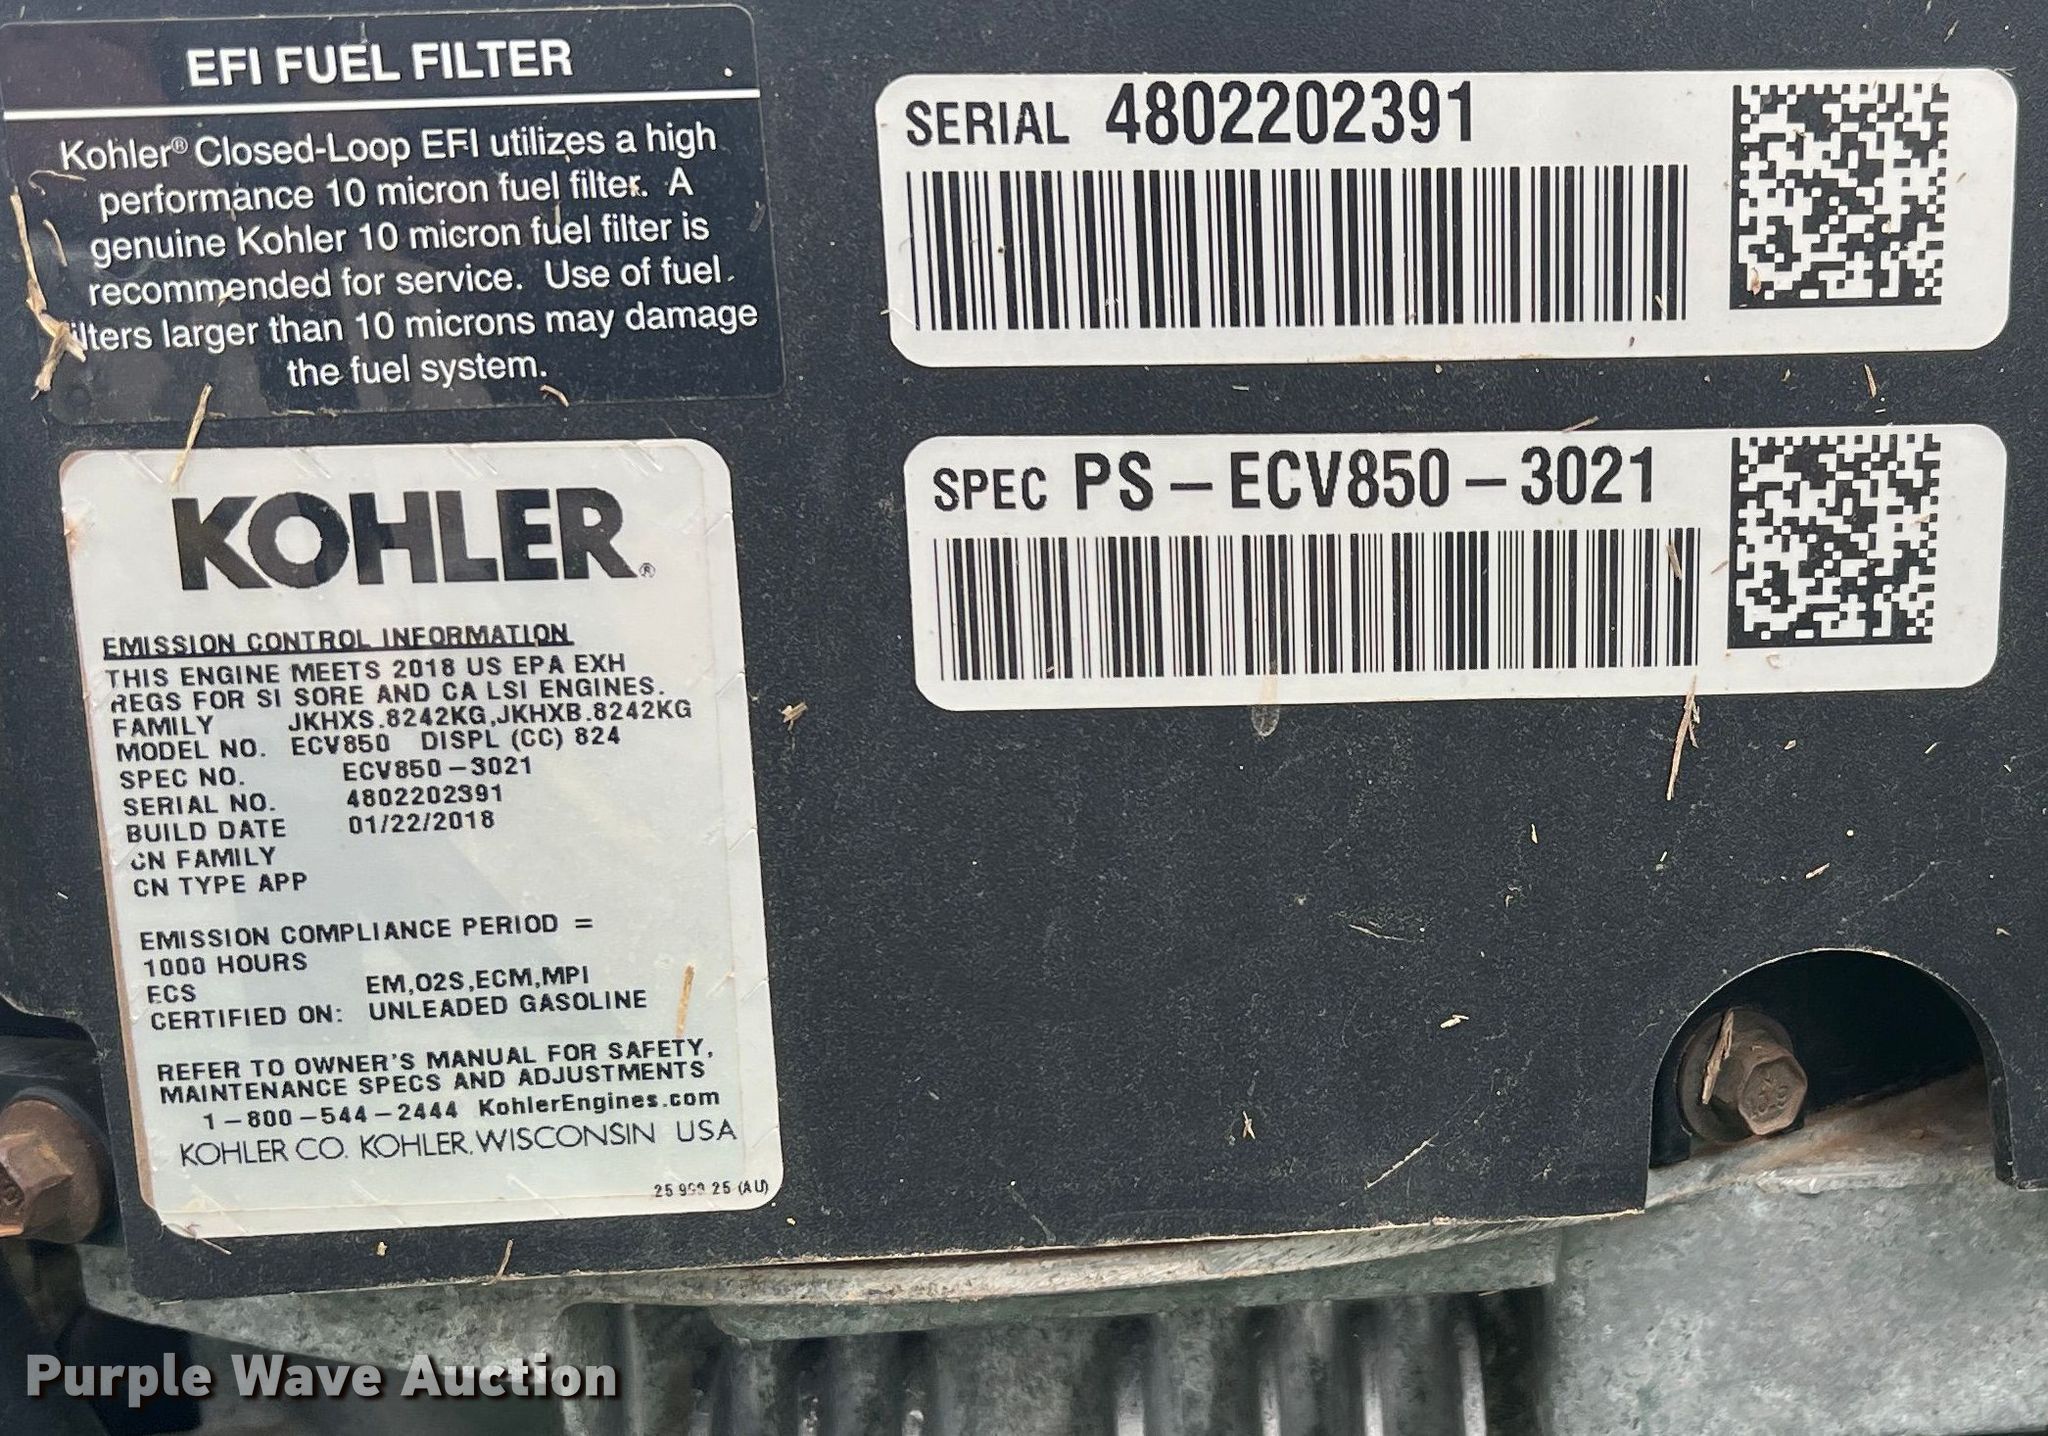 EFI FUEL FILTER
Kohler® Closed-Loop EFI utilizes a high
performance 10 micron fuel filter. A
genuine Kohler 10 micron fuel filter is
recommended for service. Use of fuel
filters larger than 10 microns may damage
the fuel system.
SERIAL 4802202391
SPEC PS-ECV850-3021
KOHLER®
EMISSION CONTROL INFORMATION
THIS ENGINE MEETS 2018 US EPA EXH
REGS FOR SI SORE AND CA LSI ENGINES.
FAMILY JKHXS.8242KG,JKHXB.8242KG
MODEL NO. ECV850 DISPL (CC) 824
SPEC NO. ECV850-3021
SERIAL NO. 4802202391
BUILD DATE 01/22/2018
CN FAMILY
CN TYPE APP
EMISSION COMPLIANCE PERIOD =
1000 HOURS
ECS EM,O2S,ECM,MPI
CERTIFIED ON: UNLEADED GASOLINE
REFER TO OWNER'S MANUAL FOR SAFETY,
MAINTENANCE SPECS AND ADJUSTMENTS
1-800-544-2444 KohlerEngines.com
KOHLER CO. KOHLER, WISCONSIN USA
25 25 (AU)
Purple Wave Auction